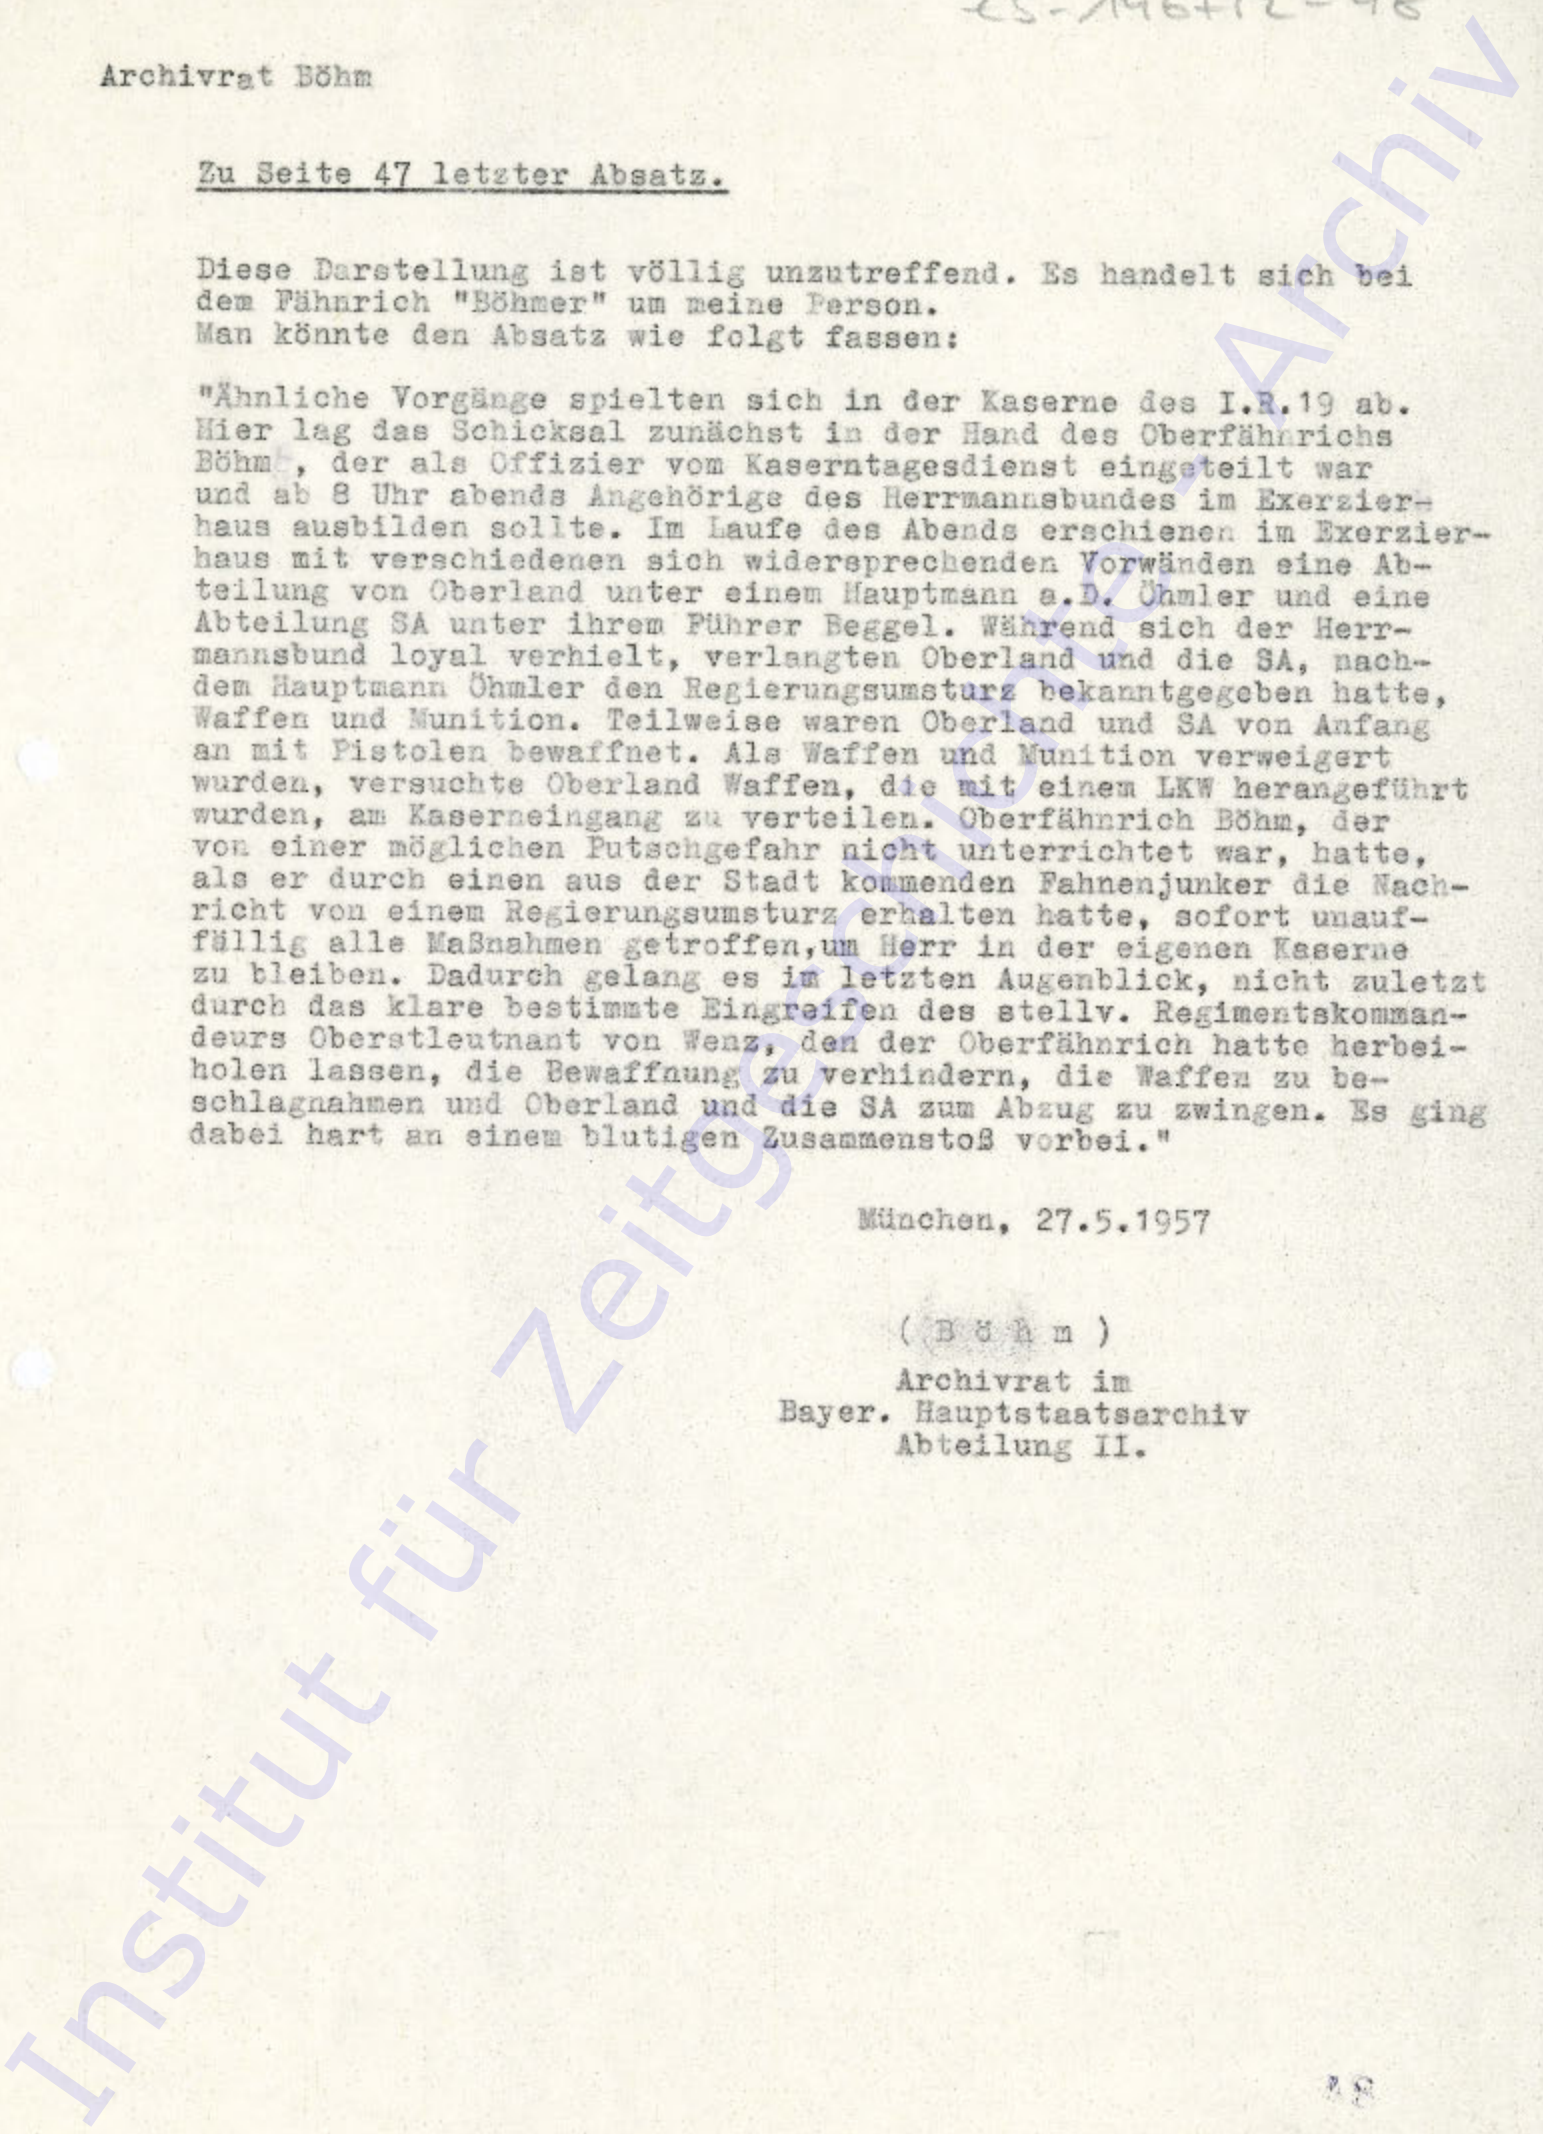 Archivrat Böhm
Zu Seite 47 letzter Absatz.
Diese Darstellung ist völlig unzutreffend. Es handelt sich bei
dem Fähnrich "Böhmer" um meine Person.
Man könnte den Absatz wie folgt fassen:
"Ähnliche Vorgänge spielten sich in der Kaserne des I.R.19 ab.
Hier lag das Schicksal zunächst in der Hand des Oberfähnrichs
Böhm , der als Offizier vom Kaserntagesdienst eingeteilt war
und ab 8 Uhr abends Angehörige des Herrmannsbundes im Exerzier-
haus ausbilden sollte. Im Laufe des Abends erschienen im Exerzier-
haus mit verschiedenen sich widersprechenden Vorwänden eine Ab-
teilung von Oberland unter einem Hauptmann a.D. Öhmler und eine
Abteilung SA unter ihrem Führer Beggel. Während sich der Herr-
mannsbund loyal verhielt, verlangten Oberland und die SA, nach-
dem Hauptmann Öhmler den Regierungsumsturz bekanntgegeben hatte,
Waffen und Munition. Teilweise waren Oberland und SA von Anfang
an mit Pistolen bewaffnet. Als Waffen und Munition verweigert
wurden, versuchte Oberland Waffen, die mit einem LKW herangeführt
wurden, am Kaserneingang zu verteilen. Oberfähnrich Böhm, der
von einer möglichen Putschgefahr nicht unterrichtet war, hatte,
als er durch einen aus der Stadt kommenden Fahnenjunker die Nach-
richt von einem Regierungsumsturz erhalten hatte, sofort unauf-
fällig alle Maßnahmen getroffen,um Herr in der eigenen Kaserne
zu bleiben. Dadurch gelang es im letzten Augenblick, nicht zuletzt
durch das klare bestimmte Eingreifen des stellv. Regimentskomman-
deurs Oberstleutnant von Wenz, den der Oberfähnrich hatte herbei-
holen lassen, die Bewaffnung zu verhindern, die Waffen zu be-
schlagnahmen und Oberland und die SA zum Abzug zu zwingen. Es ging
dabei hart an einem blutigen Zusammenstoß vorbei."
München, 27.5.1957
( B ö h m )
Archivrat im
Bayer. Hauptstaatsarchiv
Abteilung II.
Institut für Zeitgeschichte - Archiv